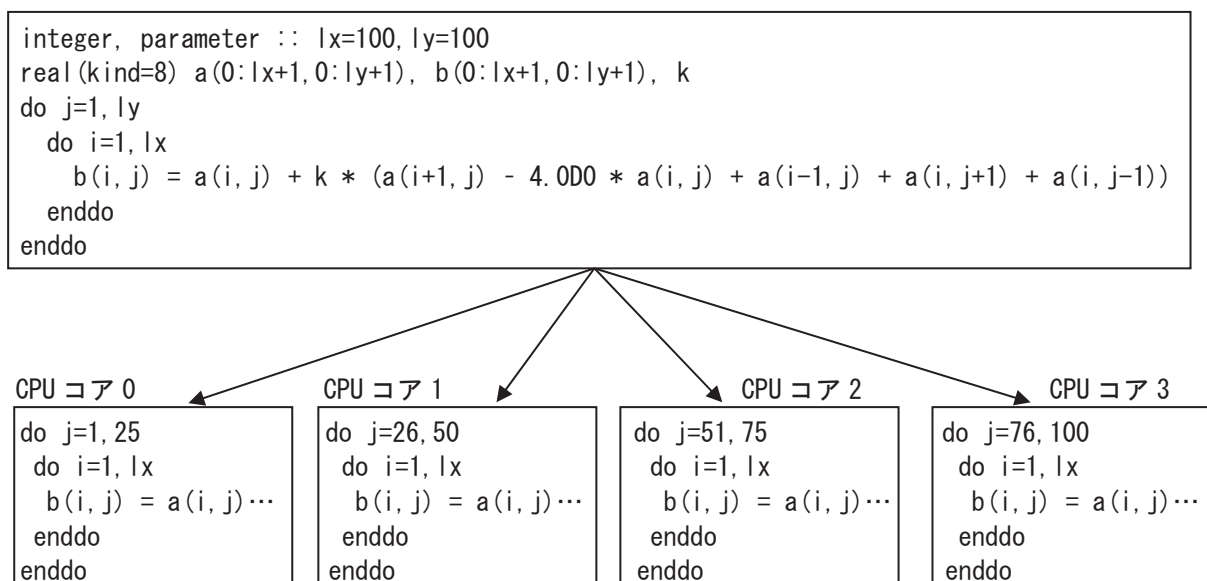 integer, parameter :: lx=100,ly=100
real(kind=8) a(0:lx+1,0:ly+1), b(0:lx+1,0:ly+1), k
do j=1,ly
  do i=1,lx
    b(i,j) = a(i,j) + k * (a(i+1,j) - 4.0D0 * a(i,j) + a(i-1,j) + a(i,j+1) + a(i,j-1))
  enddo
enddo
CPU コア 0
do j=1,25
 do i=1,lx
  b(i,j) = a(i,j)…
 enddo
enddo
CPU コア 1
do j=26,50
 do i=1,lx
  b(i,j) = a(i,j)…
 enddo
enddo
CPU コア 2
do j=51,75
 do i=1,lx
  b(i,j) = a(i,j)…
 enddo
enddo
CPU コア 3
do j=76,100
 do i=1,lx
  b(i,j) = a(i,j)…
 enddo
enddo